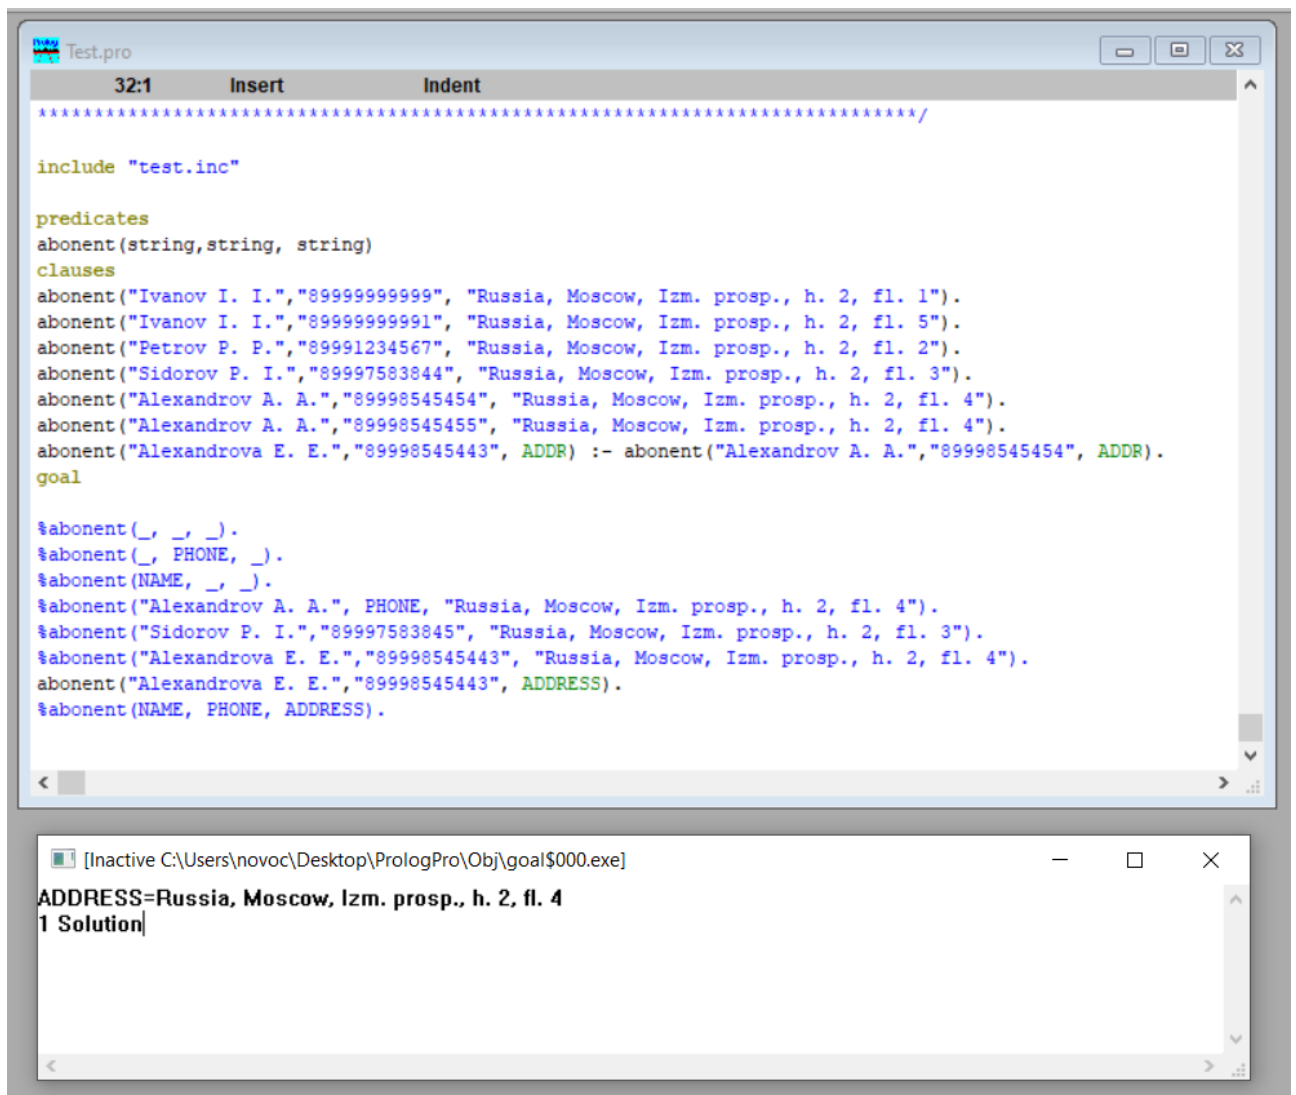 Test.pro
32:1 Insert Indent
******************************************************************************/
include "test.inc"
predicates
abonent(string,string, string)
clauses
abonent("Ivanov I. I.","89999999999", "Russia, Moscow, Izm. prosp., h. 2, fl. 1").
abonent("Ivanov I. I.","89999999991", "Russia, Moscow, Izm. prosp., h. 2, fl. 5").
abonent("Petrov P. P.","89991234567", "Russia, Moscow, Izm. prosp., h. 2, fl. 2").
abonent("Sidorov P. I.","89997583844", "Russia, Moscow, Izm. prosp., h. 2, fl. 3").
abonent("Alexandrov A. A.","89998545454", "Russia, Moscow, Izm. prosp., h. 2, fl. 4").
abonent("Alexandrov A. A.","89998545455", "Russia, Moscow, Izm. prosp., h. 2, fl. 4").
abonent("Alexandrova E. E.","89998545443", ADDR) :- abonent("Alexandrov A. A.","89998545454", ADDR).
goal
%abonent(_, _, _).
%abonent(_, PHONE, _).
%abonent(NAME, _, _).
%abonent("Alexandrov A. A.", PHONE, "Russia, Moscow, Izm. prosp., h. 2, fl. 4").
%abonent("Sidorov P. I.","89997583845", "Russia, Moscow, Izm. prosp., h. 2, fl. 3").
%abonent("Alexandrova E. E.","89998545443", "Russia, Moscow, Izm. prosp., h. 2, fl. 4").
abonent("Alexandrova E. E.","89998545443", ADDRESS).
%abonent(NAME, PHONE, ADDRESS).
[Inactive C:\Users\novoc\Desktop\PrologPro\Obj\goal$000.exe]
ADDRESS=Russia, Moscow, Izm. prosp., h. 2, fl. 4
1 Solution